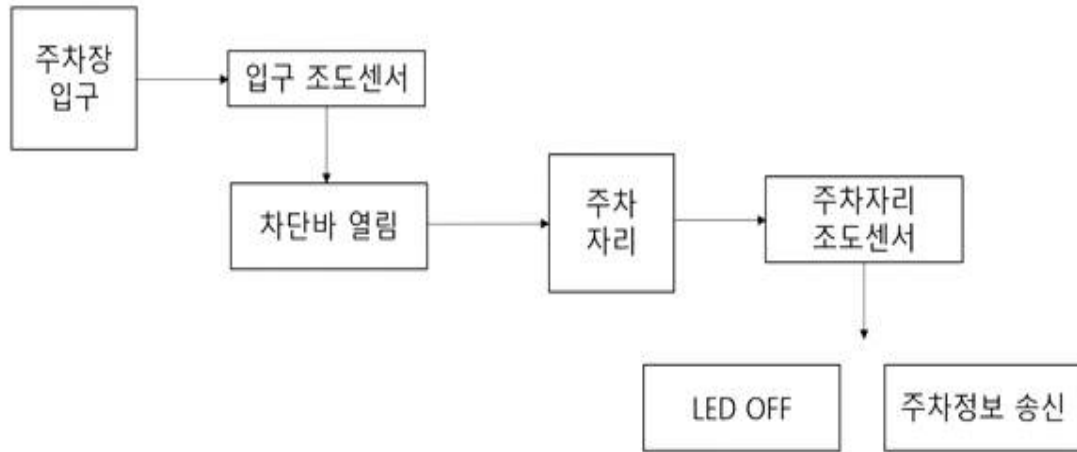 주차장
입구
입구 조도센서
차단바 열림
주차
자리
주차자리
조도센서
LED OFF
주차정보 송신